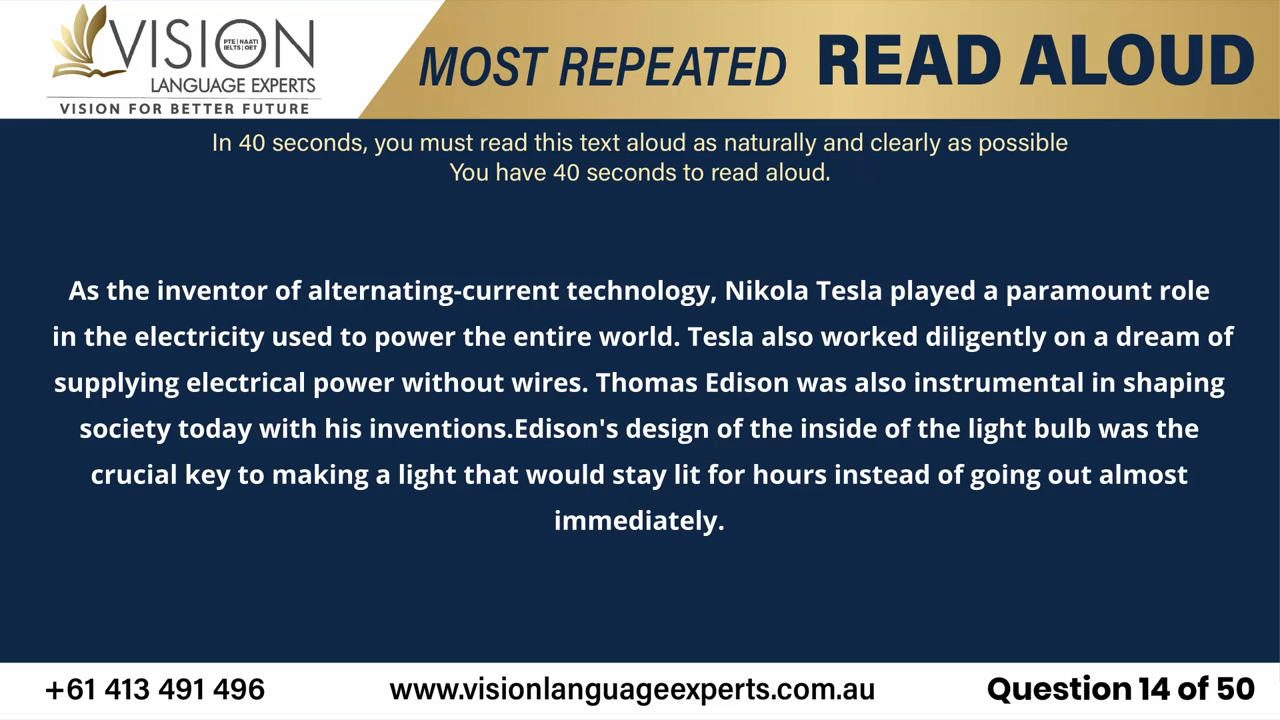 VISION
PTE | NAATI
IELTS | OET
LANGUAGE EXPERTS
VISION FOR BETTER FUTURE
MOST REPEATED READ ALOUD
In 40 seconds, you must read this text aloud as naturally and clearly as possible
You have 40 seconds to read aloud.
As the inventor of alternating-current technology, Nikola Tesla played a paramount role
in the electricity used to power the entire world. Tesla also worked diligently on a dream of
supplying electrical power without wires. Thomas Edison was also instrumental in shaping
society today with his inventions.Edison's design of the inside of the light bulb was the
crucial key to making a light that would stay lit for hours instead of going out almost
immediately.
+61 413 491 496 www.visionlanguageexperts.com.au Question 14 of 50